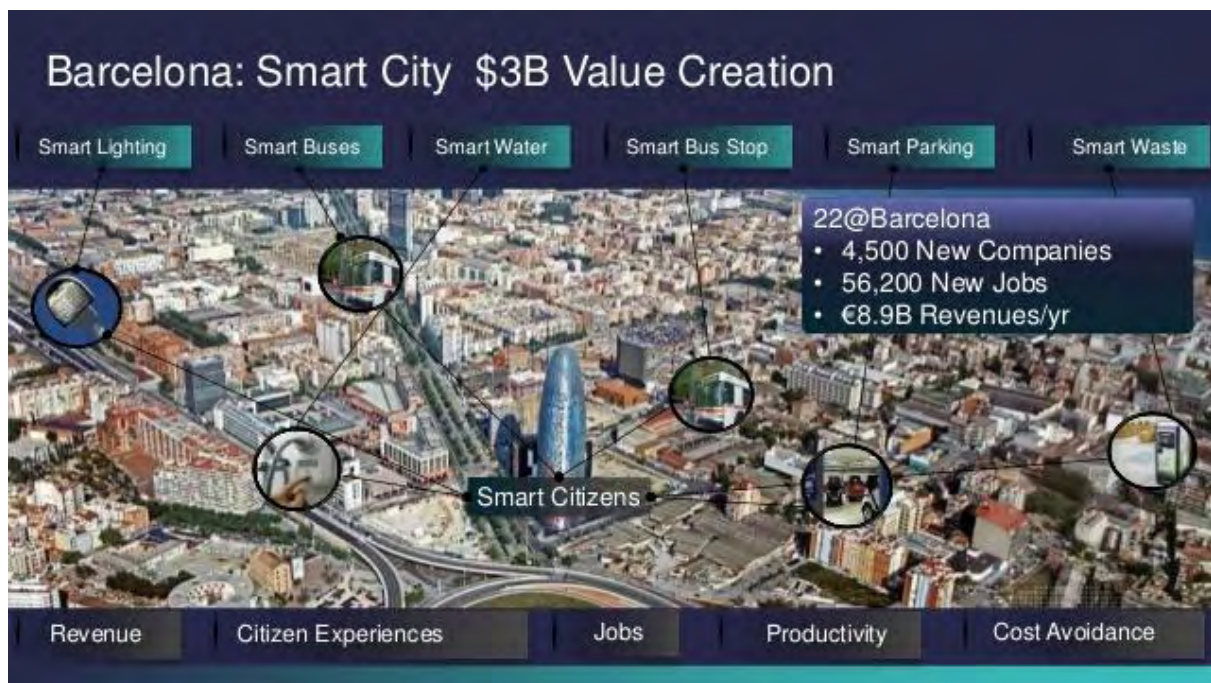 Barcelona: Smart City $3B Value Creation
Smart Lighting
Smart Buses
Smart Water
Smart Bus Stop
Smart Parking
Smart Waste
22@Barcelona
• 4,500 New Companies
• 56,200 New Jobs
• €8.9B Revenues/yr
Smart Citizens
Revenue
Citizen Experiences
Jobs
Productivity
Cost Avoidance